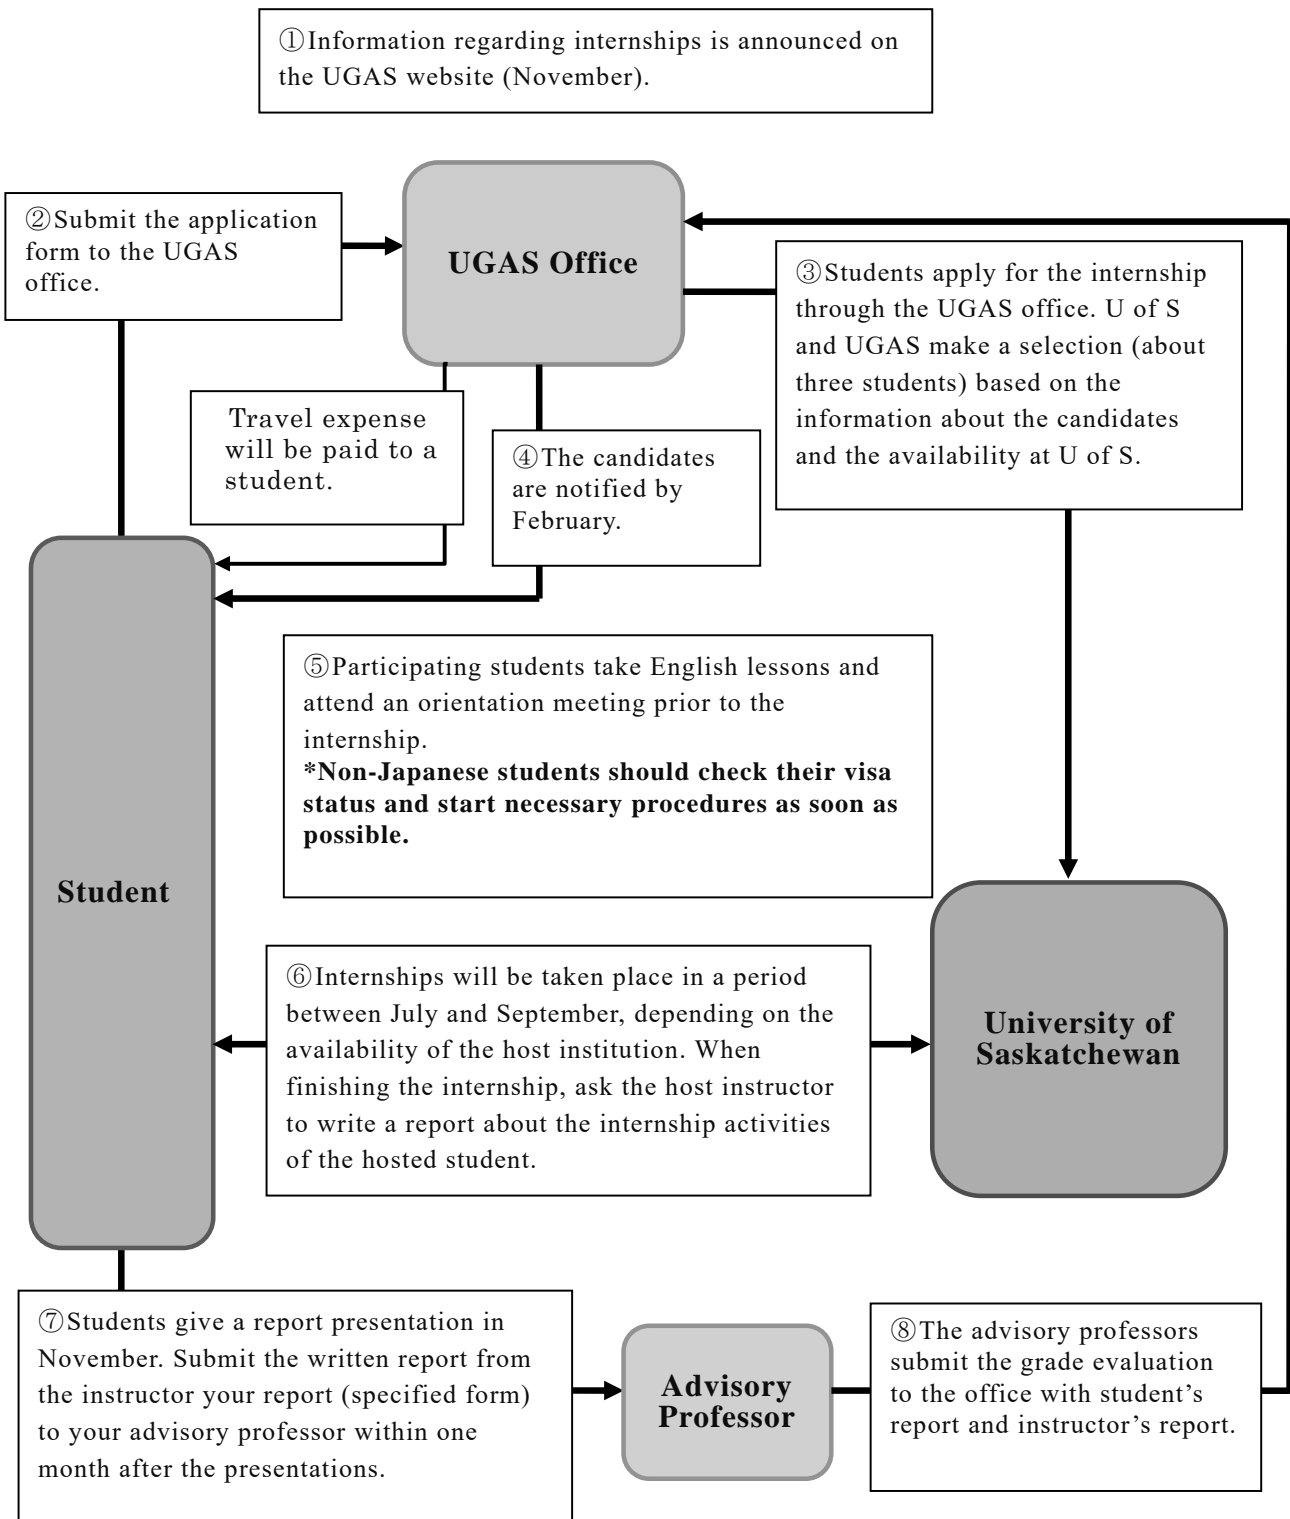 ①Information regarding internships is announced on
the UGAS website (November).
②Submit the application
form to the UGAS
office.
UGAS Office
③Students apply for the internship
through the UGAS office. U of S
and UGAS make a selection (about
three students) based on the
information about the candidates
and the availability at U of S.
Travel expense
will be paid to a
student.
④The candidates
are notified by
February.
⑤Participating students take English lessons and
attend an orientation meeting prior to the
internship.
*Non-Japanese students should check their visa
status and start necessary procedures as soon as
possible.
Student
⑥Internships will be taken place in a period
between July and September, depending on the
availability of the host institution. When
finishing the internship, ask the host instructor
to write a report about the internship activities
of the hosted student.
University of
Saskatchewan
⑦Students give a report presentation in
November. Submit the written report from
the instructor your report (specified form)
to your advisory professor within one
month after the presentations.
Advisory
Professor
⑧The advisory professors
submit the grade evaluation
to the office with student’s
report and instructor’s report.